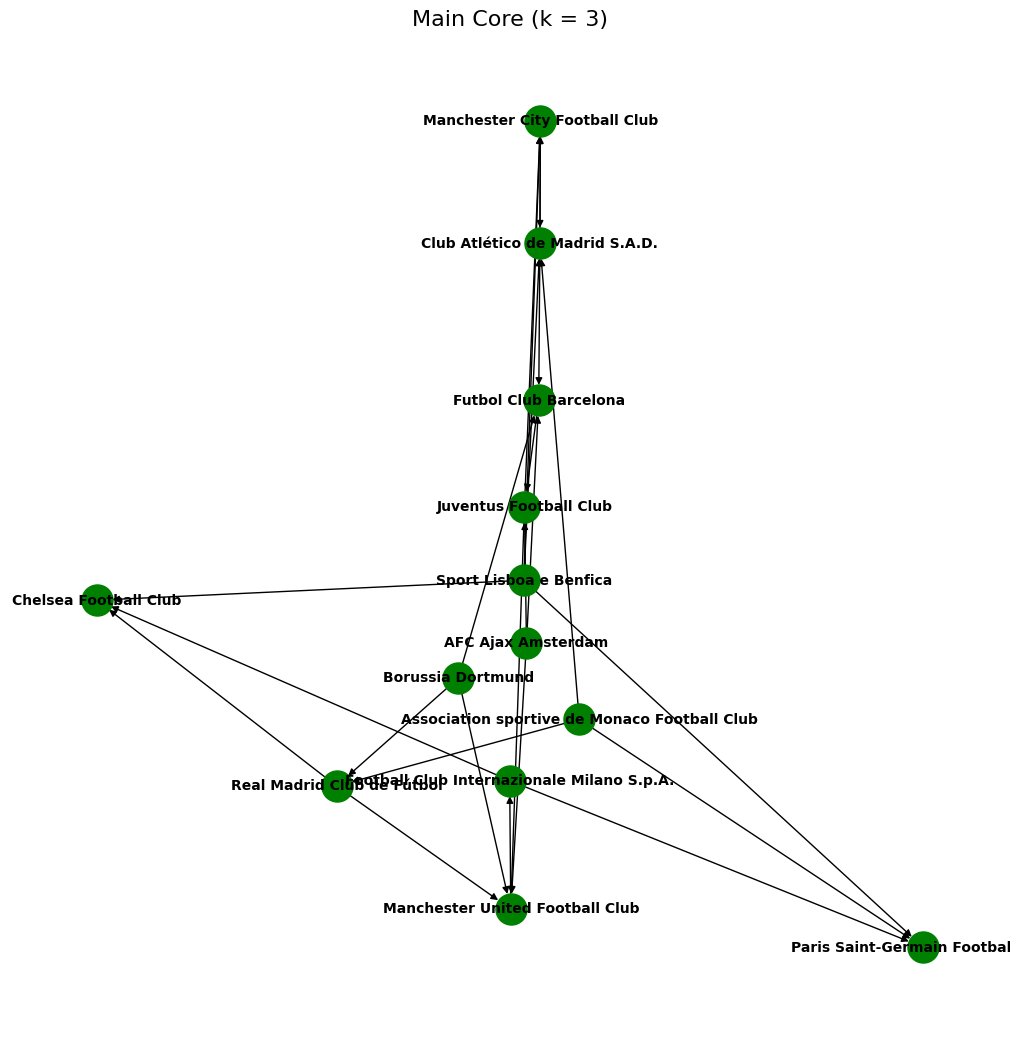 Main Core (k = 3)
Manchester City Football Club
Club Atlético de Madrid S.A.D.
Futbol Club Barcelona
Juventus Football Club
Sport Lisboa e Benfica
Chelsea Football Club
AFC Ajax Amsterdam
Borussia Dortmund
Association sportive de Monaco Football Club
Football Club Internazionale Milano S.p.A.
Real Madrid Club de Fútbol
Manchester United Football Club
Paris Saint-Germain Footbal